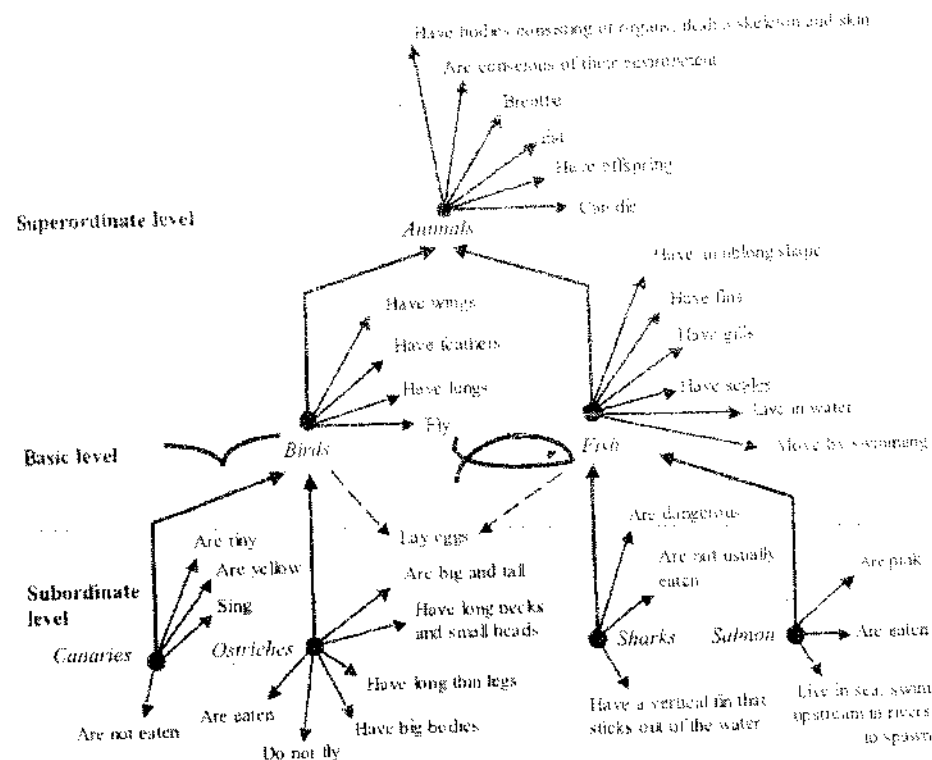 Have bodies consisting of organs, flesh a skeleton and skin
Are conscious of their environment
Breathe
Eat
Have offspring
Can die
Superordinate level
Animals
Have an oblong shape
Have fins
Have wings
Have gills
Have feathers
Have scales
Have lungs
Live in water
Fly
Move by swimming
Basic level
Birds
Fish
Lay eggs
Are dangerous
Are tiny
Are big and tall
Are not usually
eaten
Are pink
Are yellow
Subordinate
level
Sing
Have long necks
and small heads
Canaries
Ostriches
Sharks
Salmon
Are eaten
Have long thin legs
Are not eaten
Are eaten
Have big bodies
Do not fly
Have a vertical fin that
sticks out of the water
Live in sea, swim
upstream in rivers
to spawn